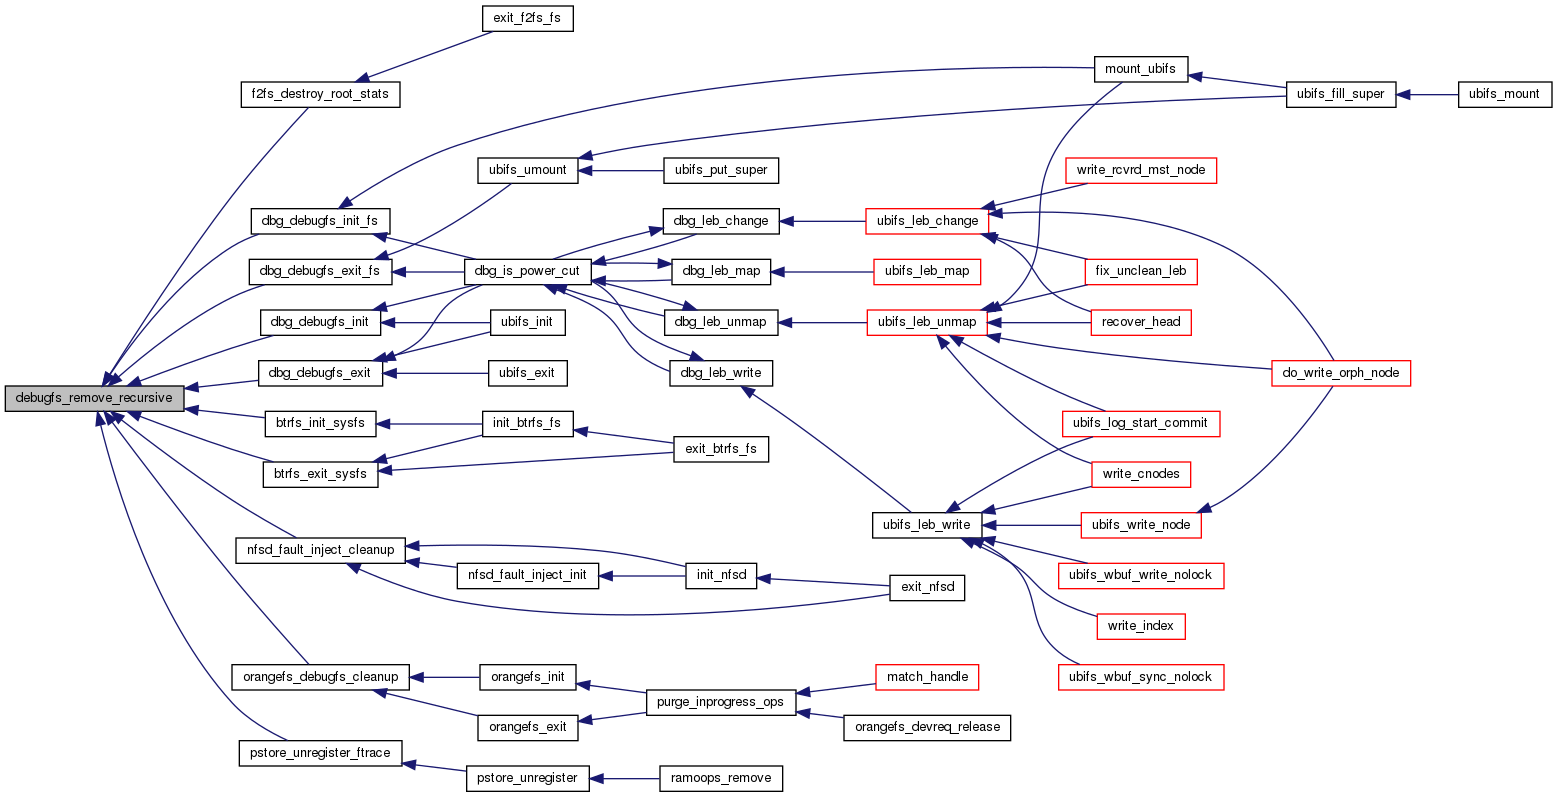 exit_f2fs_fs
f2fs_destroy_root_stats
mount_ubifs
ubifs_fill_super
ubifs_mount
ubifs_umount
ubifs_put_super
write_rcvrd_mst_node
dbg_debugfs_init_fs
dbg_leb_change
ubifs_leb_change
dbg_debugfs_exit_fs
dbg_is_power_cut
dbg_leb_map
ubifs_leb_map
fix_unclean_leb
dbg_debugfs_init
ubifs_init
dbg_leb_unmap
ubifs_leb_unmap
recover_head
dbg_debugfs_exit
ubifs_exit
dbg_leb_write
do_write_orph_node
debugfs_remove_recursive
btrfs_init_sysfs
init_btrfs_fs
ubifs_log_start_commit
exit_btrfs_fs
btrfs_exit_sysfs
write_cnodes
ubifs_leb_write
ubifs_write_node
nfsd_fault_inject_cleanup
nfsd_fault_inject_init
init_nfsd
exit_nfsd
ubifs_wbuf_write_nolock
write_index
orangefs_debugfs_cleanup
orangefs_init
match_handle
ubifs_wbuf_sync_nolock
purge_inprogress_ops
orangefs_exit
orangefs_devreq_release
pstore_unregister_ftrace
pstore_unregister
ramoops_remove